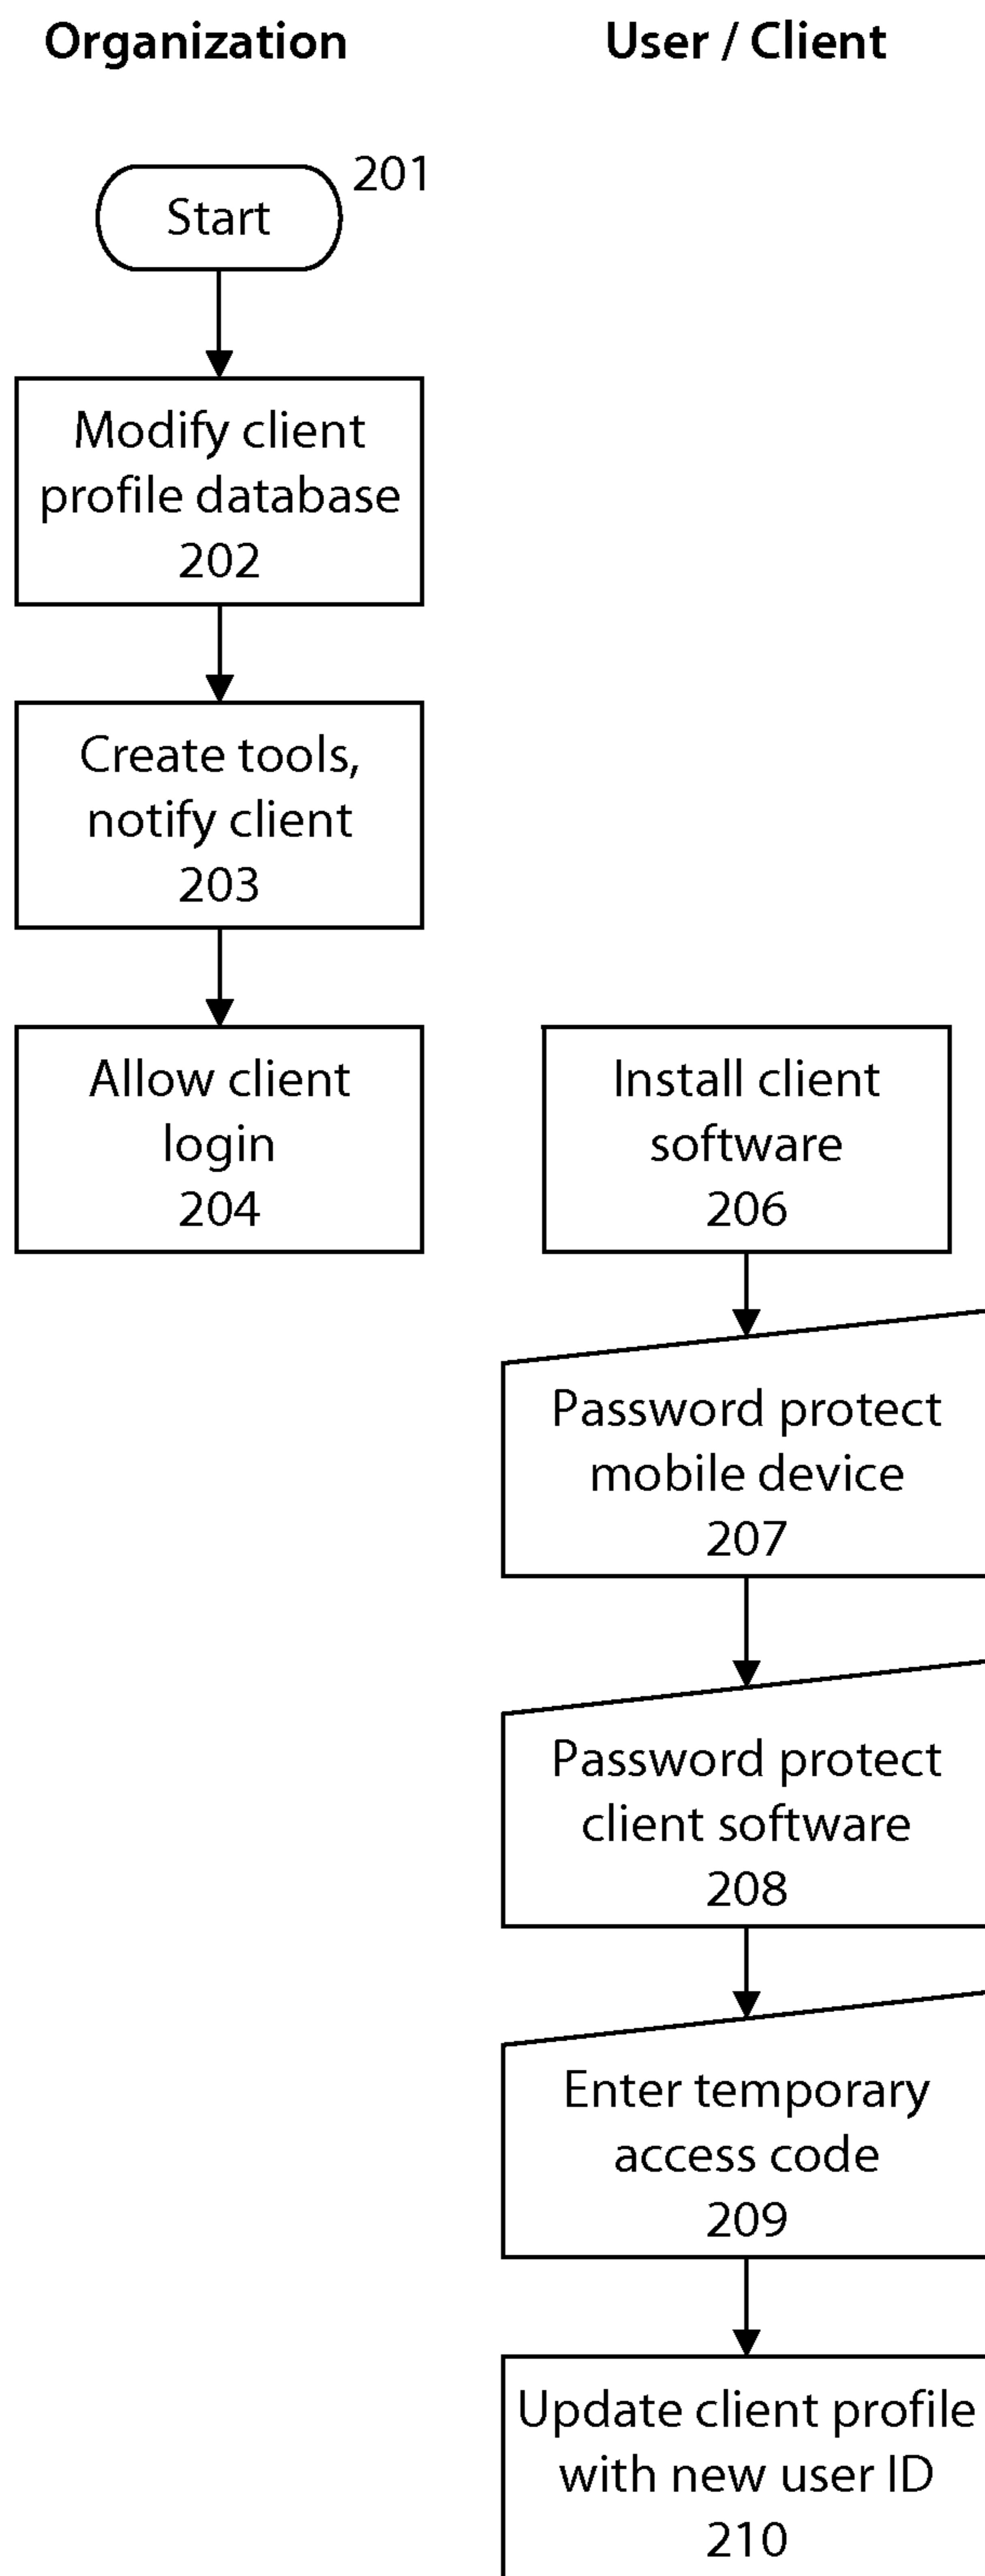 Organization
User / Client
201
Start
Modify client
profile database
202
Create tools,
notify client
203
Allow client
login
204
Install client
software
206
Password protect
mobile device
207
Password protect
client software
208
Enter temporary
access code
209
Update client profile
with new user ID
210